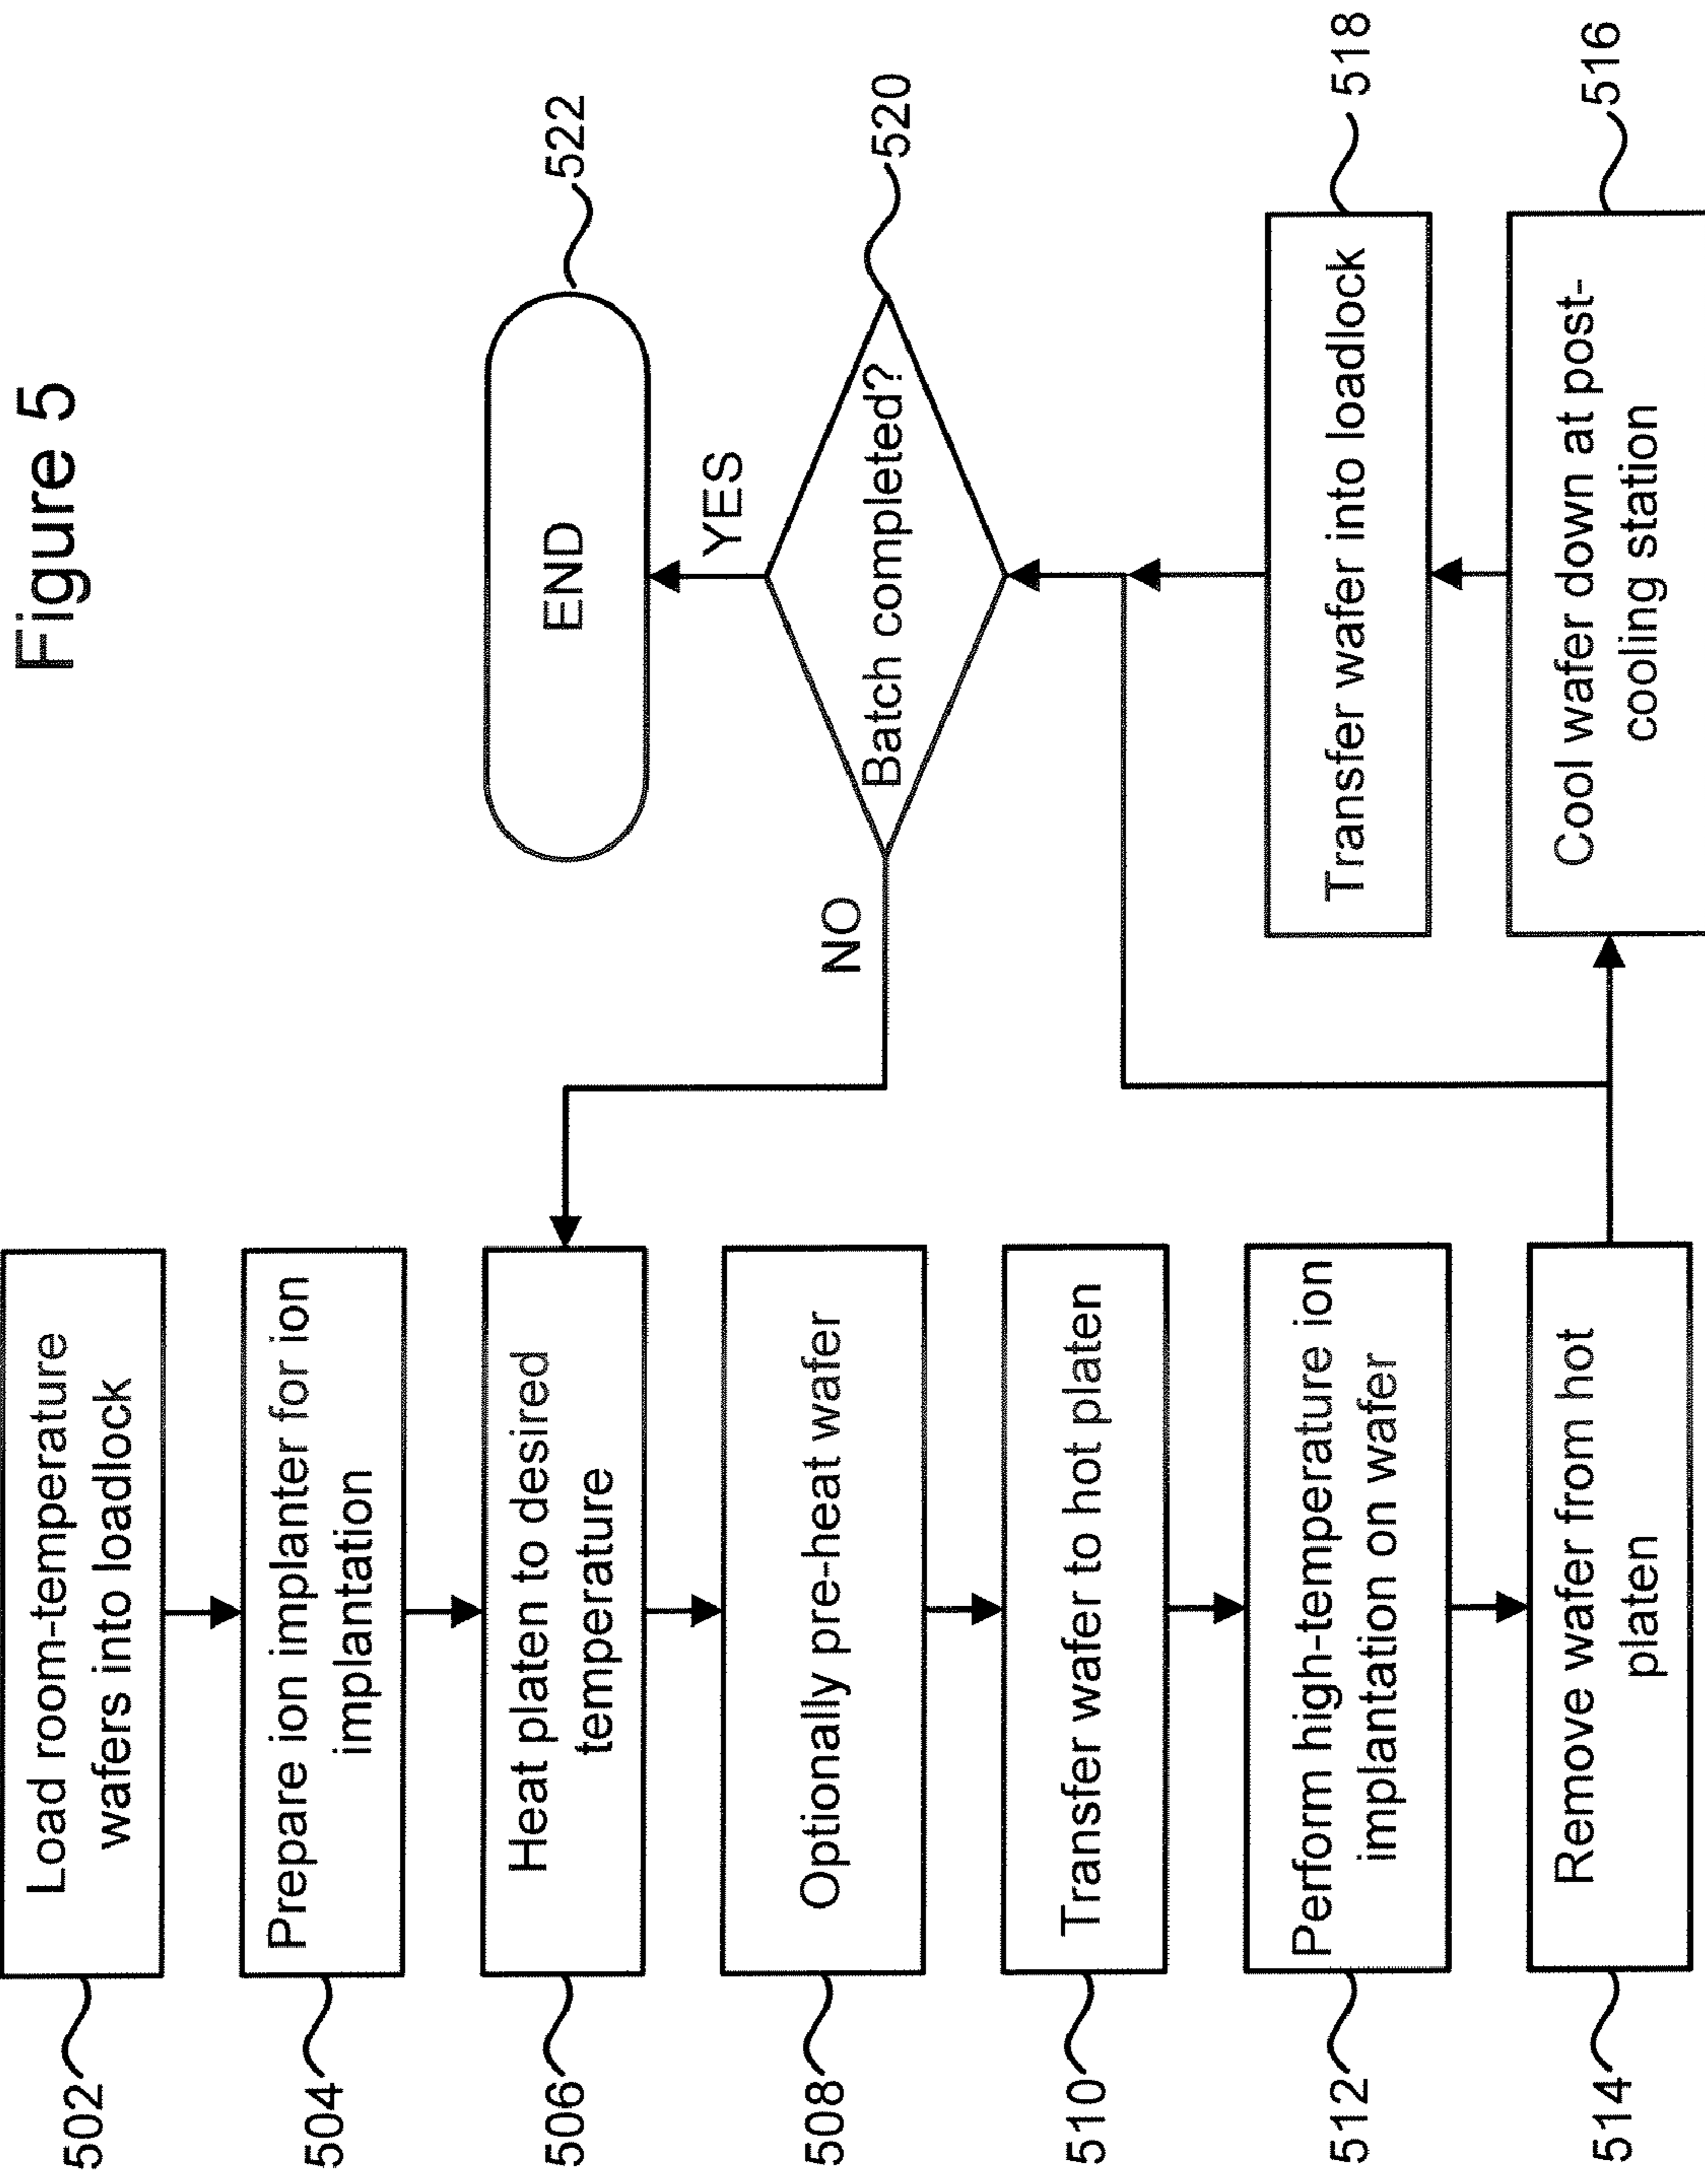 Figure 5
502
Load room-temperature
wafers into loadlock
504
Prepare ion implanter for ion
implantation
506
Heat platen to desired
temperature
508
Optionally pre-heat wafer
510
Transfer wafer to hot platen
512
Perform high-temperature ion
implantation on wafer
514
Remove wafer from hot
platen
516
Cool wafer down at post-
cooling station
518
Transfer wafer into loadlock
520
Batch completed?
NO
YES
522
END